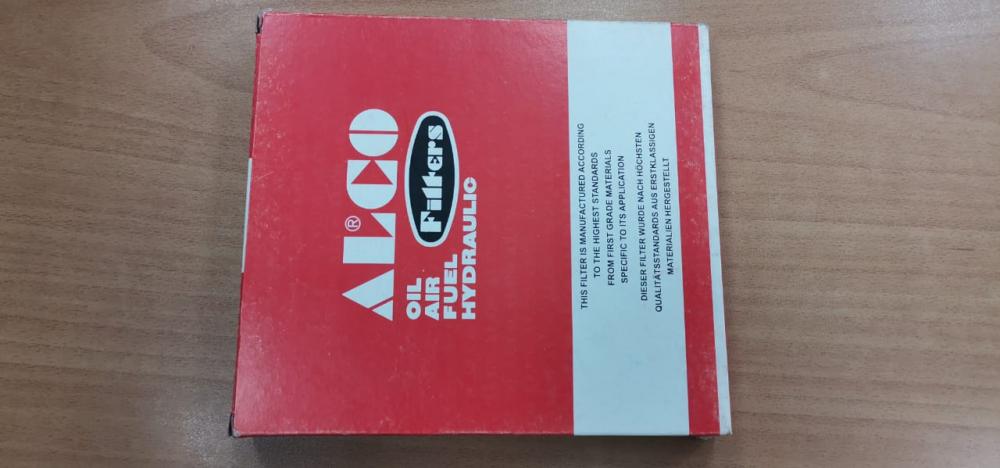 ALCO®
Filters
OIL
AIR
FUEL
HYDRAULIC
THIS FILTER IS MANUFACTURED ACCORDING
TO THE HIGHEST STANDARDS
FROM FIRST GRADE MATERIALS
SPECIFIC TO ITS APPLICATION
DIESER FILTER WURDE NACH HÖCHSTEN
QUALITÄTSSTANDARDS AUS ERSTKLASSIGEN
MATERIALIEN HERGESTELLT